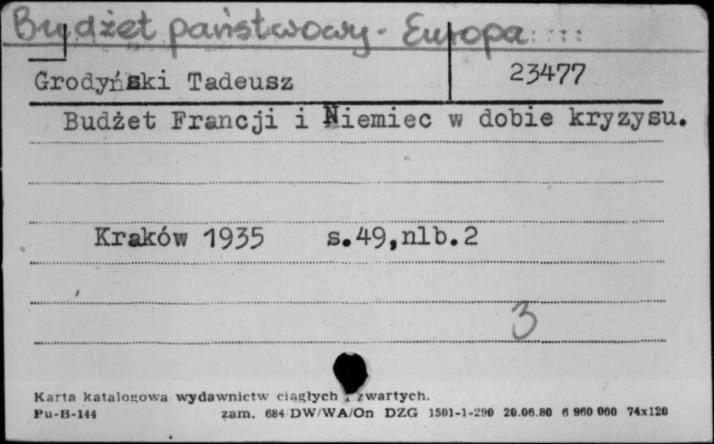 Budżet państwowy - Europa
Grodyński Tadeusz 23477
Budżet Francji i Niemiec w dobie kryzysu.
Kraków 1935 s.49,nlb.2
3
Karta katalogowa wydawnictw ciągłych i zwartych.
Pu-B-144 zam. 684 DW/WA/On DZG 1501-1-290 20.06.80 6 960 000 74x120